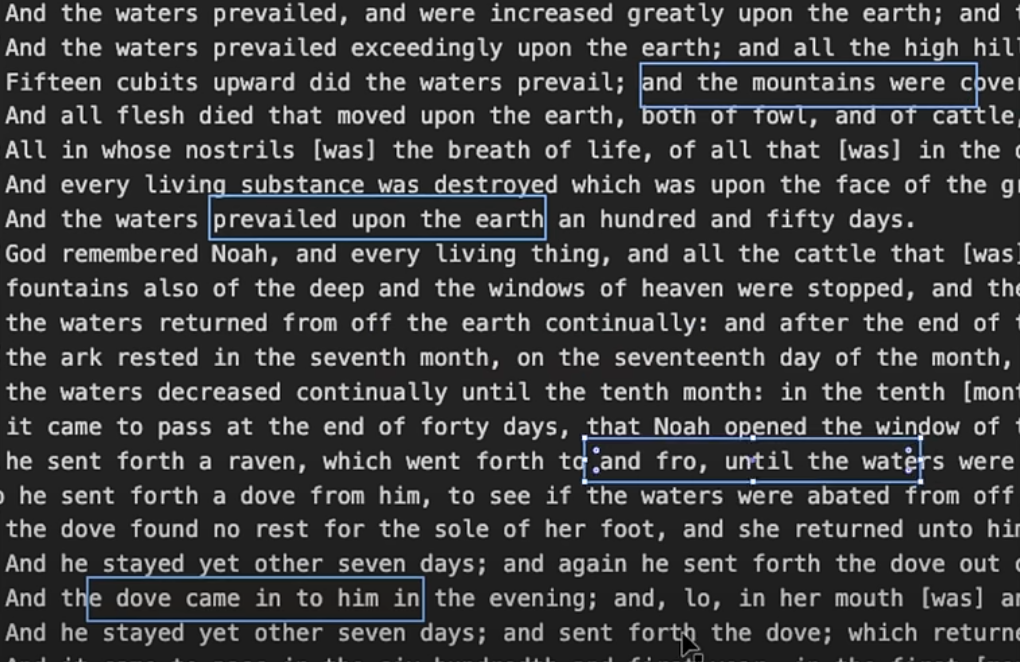 And the waters prevailed, and were increased greatly upon the earth; and
And the waters prevailed exceedingly upon the earth; and all the high
Fifteen cubits upward did the waters prevail; and the mountains were
And all flesh died that moved upon the earth, both of fowl, and of cattle,
All in whose nostrils [was] the breath of life, of all that [was] in the
And every living substance was destroyed which was upon the face of the
And the waters prevailed upon the earth an hundred and fifty days.
God remembered Noah, and every living thing, and all the cattle that [was]
fountains also of the deep and the windows of heaven were stopped, and
the waters returned from off the earth continually: and after the end of
the ark rested in the seventh month, on the seventeenth day of the month,
the waters decreased continually until the tenth month: in the tenth
it came to pass at the end of forty days, that Noah opened the window of
he sent forth a raven, which went forth to and fro, until the waters were
he sent forth a dove from him, to see if the waters were abated from off
the dove found no rest for the sole of her foot, and she returned unto
And he stayed yet other seven days; and again he sent forth the dove out
And the dove came in to him in the evening; and, lo, in her mouth [was]
And he stayed yet other seven days; and sent forth the dove; which